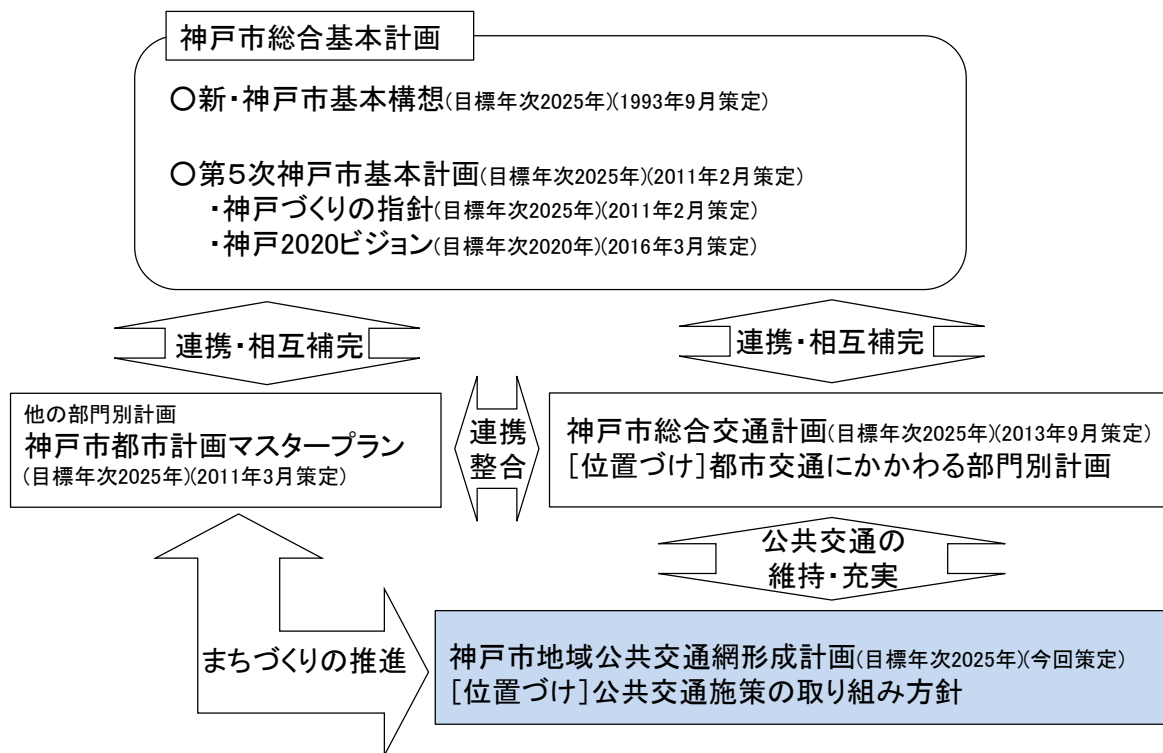 神戸市総合基本計画
○新・神戸市基本構想(目標年次2025年)(1993年9月策定)
○第5次神戸市基本計画(目標年次2025年)(2011年2月策定)
・神戸づくりの指針(目標年次2025年)(2011年2月策定)
・神戸2020ビジョン(目標年次2020年)(2016年3月策定)
連携・相互補完
連携・相互補完
他の部門別計画
神戸市都市計画マスタープラン
(目標年次2025年)(2011年3月策定)
連携
整合
神戸市総合交通計画(目標年次2025年)(2013年9月策定)
[位置づけ]都市交通にかかわる部門別計画
公共交通の
維持・充実
まちづくりの推進
神戸市地域公共交通網形成計画(目標年次2025年)(今回策定)
[位置づけ]公共交通施策の取り組み方針